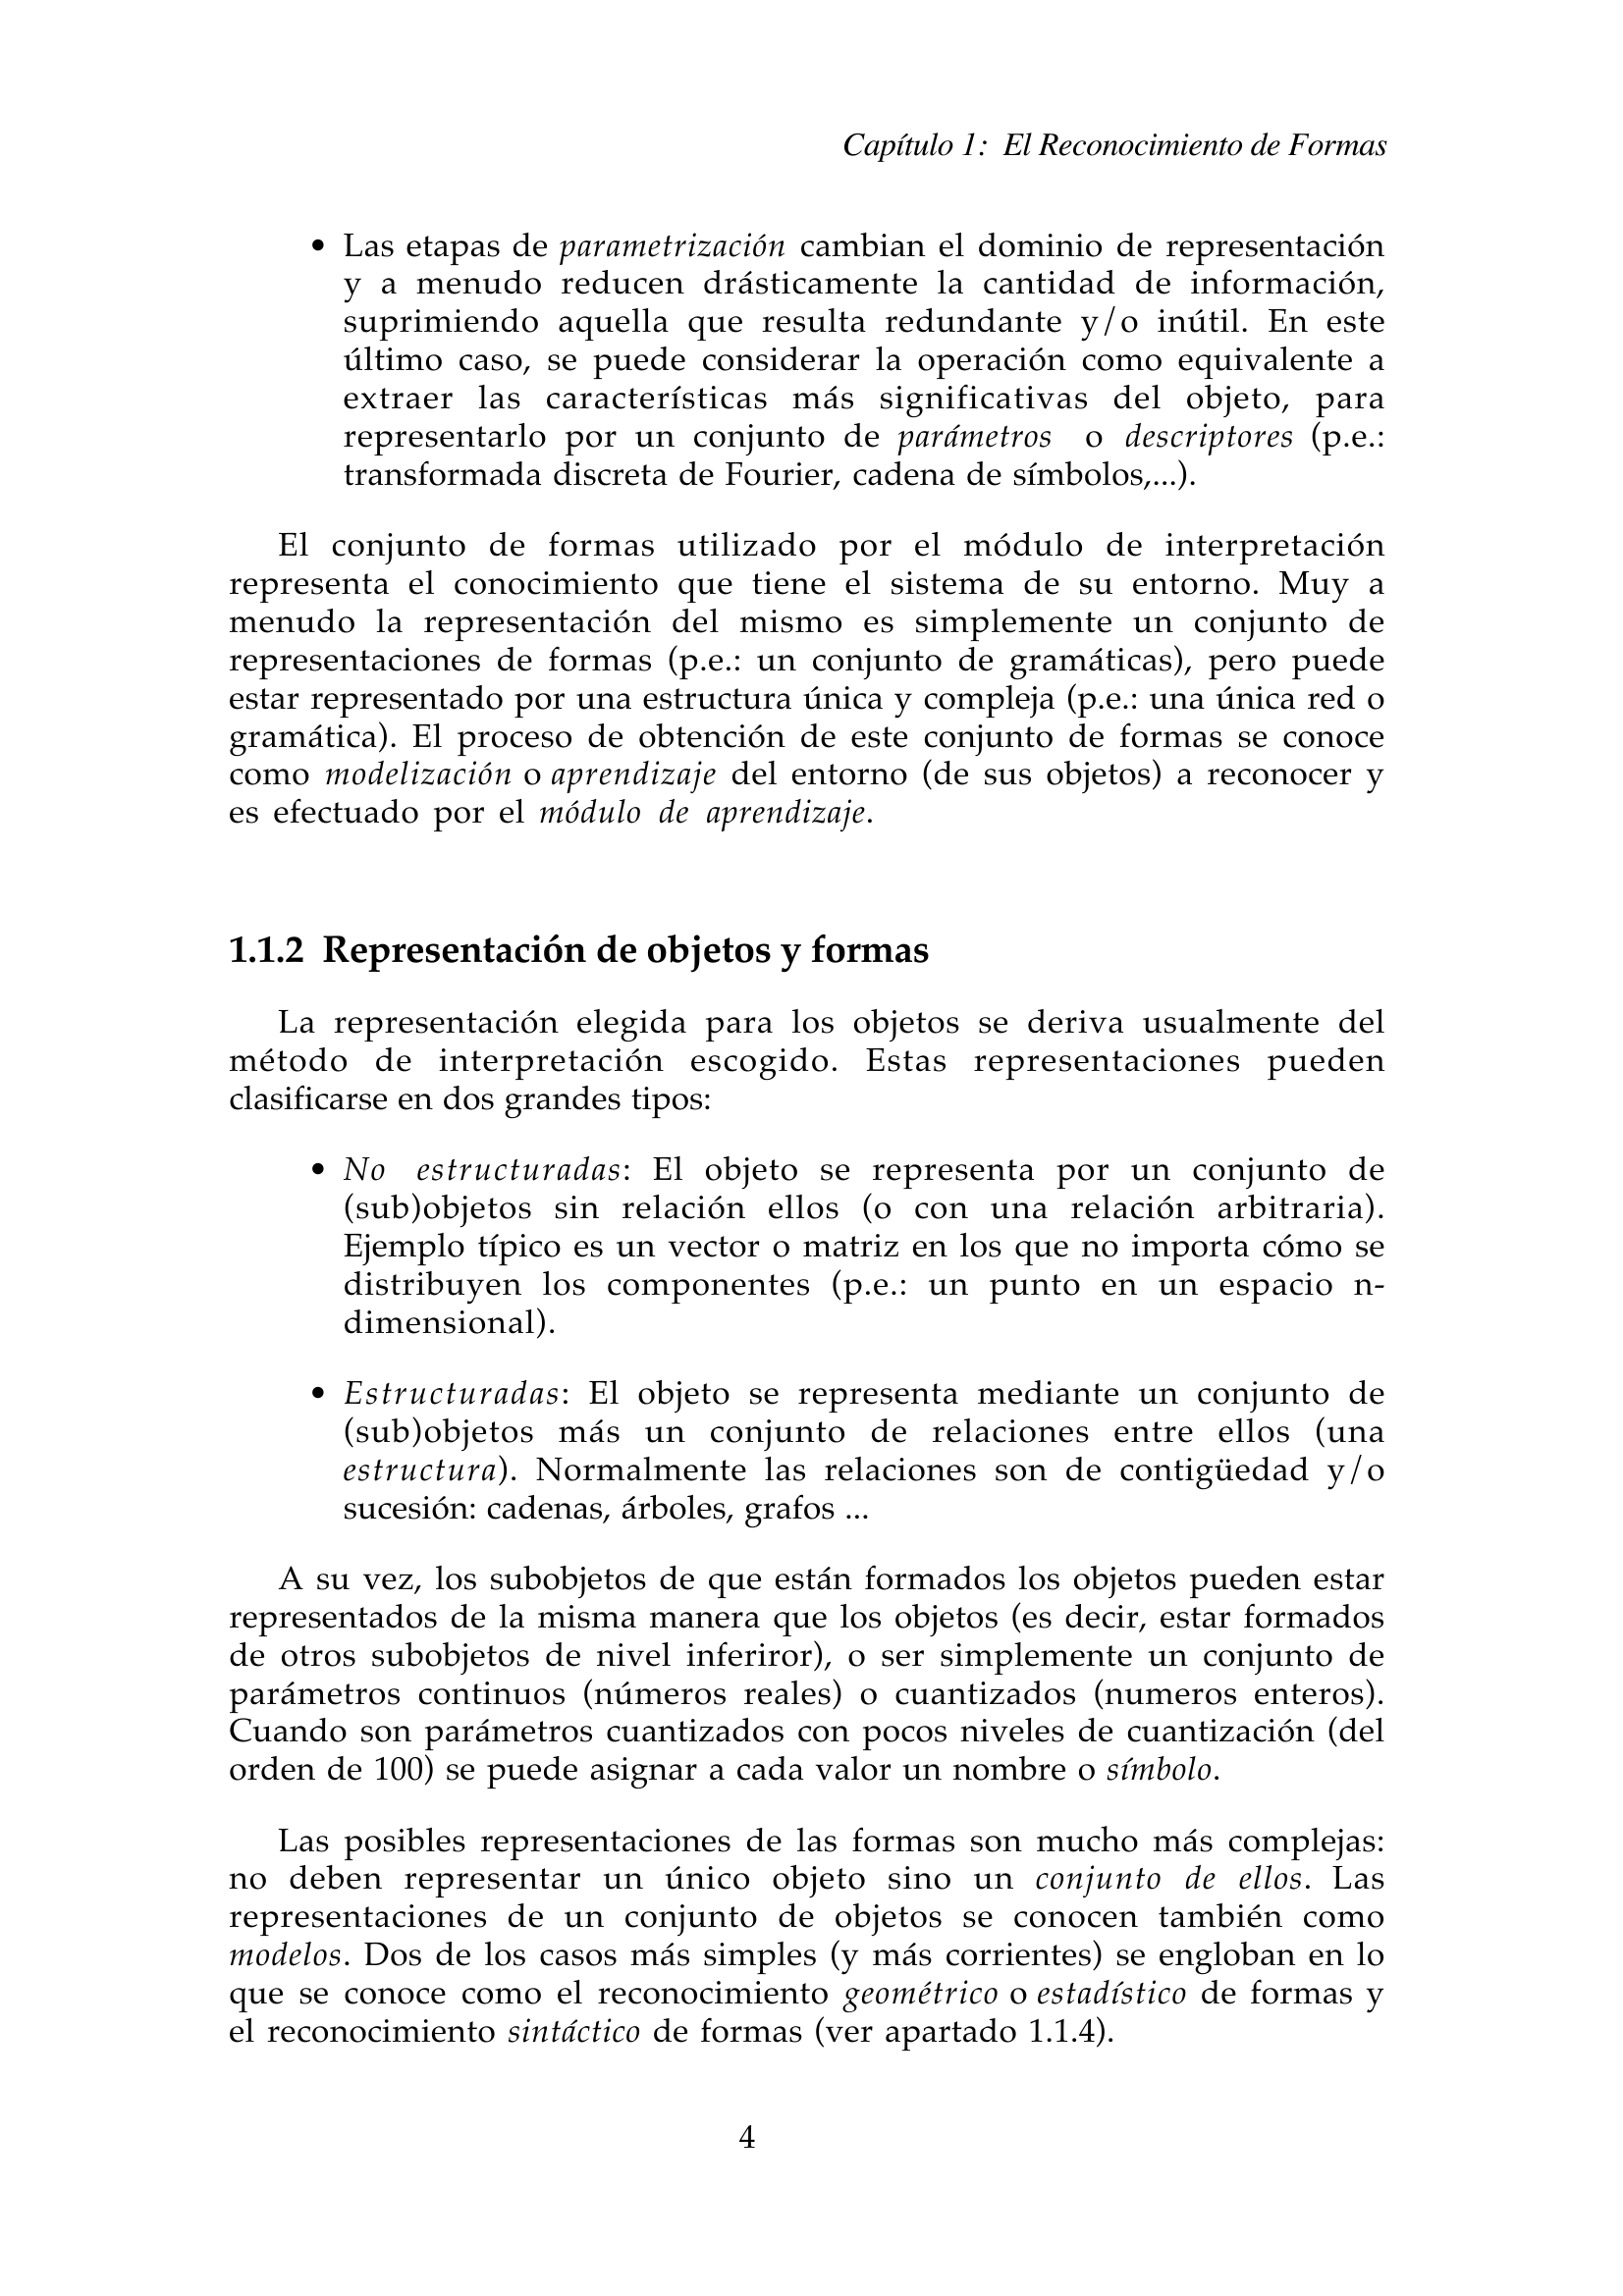 Capítulo 1: El Reconocimiento de Formas
• Las etapas de parametrización cambian el dominio de representación
y a menudo reducen drásticamente la cantidad de información,
suprimiendo aquella que resulta redundante y/o inútil. En este
último caso, se puede considerar la operación como equivalente a
extraer las características más significativas del objeto, para
representarlo por un conjunto de parámetros o descriptores (p.e.:
transformada discreta de Fourier, cadena de símbolos,...).
El conjunto de formas utilizado por el módulo de interpretación
representa el conocimiento que tiene el sistema de su entorno. Muy a
menudo la representación del mismo es simplemente un conjunto de
representaciones de formas (p.e.: un conjunto de gramáticas), pero puede
estar representado por una estructura única y compleja (p.e.: una única red o
gramática). El proceso de obtención de este conjunto de formas se conoce
como modelización o aprendizaje del entorno (de sus objetos) a reconocer y
es efectuado por el módulo de aprendizaje.
1.1.2 Representación de objetos y formas
La representación elegida para los objetos se deriva usualmente del
método de interpretación escogido. Estas representaciones pueden
clasificarse en dos grandes tipos:
• No estructuradas: El objeto se representa por un conjunto de
(sub)objetos sin relación ellos (o con una relación arbitraria).
Ejemplo típico es un vector o matriz en los que no importa cómo se
distribuyen los componentes (p.e.: un punto en un espacio n-
dimensional).
• Estructuradas: El objeto se representa mediante un conjunto de
(sub)objetos más un conjunto de relaciones entre ellos (una
estructura). Normalmente las relaciones son de contigüedad y/o
sucesión: cadenas, árboles, grafos ...
A su vez, los subobjetos de que están formados los objetos pueden estar
representados de la misma manera que los objetos (es decir, estar formados
de otros subobjetos de nivel inferiror), o ser simplemente un conjunto de
parámetros continuos (números reales) o cuantizados (numeros enteros).
Cuando son parámetros cuantizados con pocos niveles de cuantización (del
orden de 100) se puede asignar a cada valor un nombre o símbolo.
Las posibles representaciones de las formas son mucho más complejas:
no deben representar un único objeto sino un conjunto de ellos. Las
representaciones de un conjunto de objetos se conocen también como
modelos. Dos de los casos más simples (y más corrientes) se engloban en lo
que se conoce como el reconocimiento geométrico o estadístico de formas y
el reconocimiento sintáctico de formas (ver apartado 1.1.4).
4